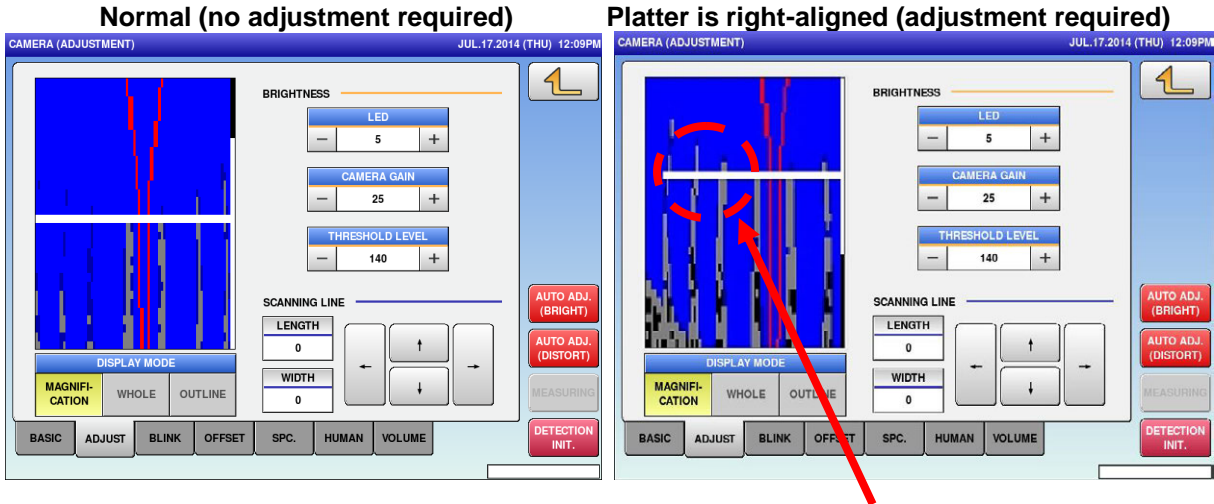 Normal (no adjustment required)
Platter is right-aligned (adjustment required)
CAMERA (ADJUSTMENT)
JUL.17.2014 (THU) 12:09PM
BRIGHTNESS
LED
− 5 +
CAMERA GAIN
− 25 +
THRESHOLD LEVEL
− 140 +
SCANNING LINE
LENGTH
0
WIDTH
0
← ↑ ↓ →
AUTO ADJ.
(BRIGHT)
AUTO ADJ.
(DISTORT)
MEASURING
DETECTION
INIT.
DISPLAY MODE
MAGNIFI-
CATION
WHOLE
OUTLINE
BASIC ADJUST BLINK OFFSET SPC. HUMAN VOLUME
CAMERA (ADJUSTMENT)
JUL.17.2014 (THU) 12:09PM
BRIGHTNESS
LED
− 5 +
CAMERA GAIN
− 25 +
THRESHOLD LEVEL
− 140 +
SCANNING LINE
LENGTH
0
WIDTH
0
← ↑ ↓ →
AUTO ADJ.
(BRIGHT)
AUTO ADJ.
(DISTORT)
MEASURING
DETECTION
INIT.
DISPLAY MODE
MAGNIFI-
CATION
WHOLE
OUTLINE
BASIC ADJUST BLINK OFFSET SPC. HUMAN VOLUME